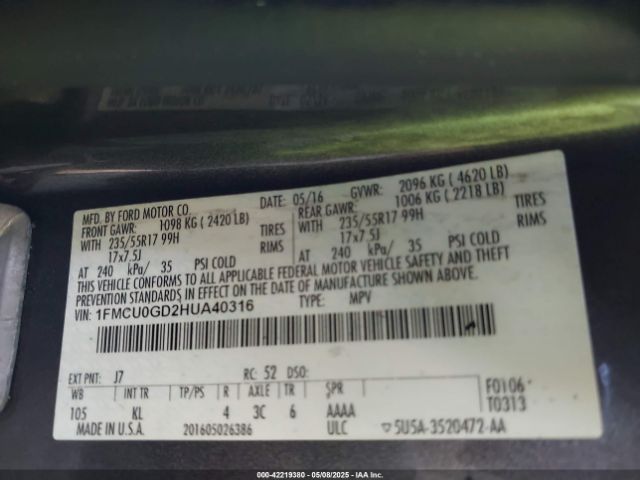 MFD. BY FORD MOTOR CO. DATE: 05/16 GVWR: 2096 KG ( 4620 LB)
FRONT GAWR: 1098 KG ( 2420 LB) REAR GAWR: 1006 KG ( 2218 LB)
WITH 235/55R17 99H TIRES WITH 235/55R17 99H TIRES
17x7.5J RIMS 17x7.5J RIMS
AT 240 kPa/ 35 PSI COLD AT 240 kPa/ 35 PSI COLD
THIS VEHICLE CONFORMS TO ALL APPLICABLE FEDERAL MOTOR VEHICLE SAFETY AND THEFT
PREVENTION STANDARDS IN EFFECT ON THE DATE OF MANUFACTURE SHOWN ABOVE.
VIN: 1FMCU0GD2HUA40316 TYPE: MPV
EXT PNT: J7 RC: 52 DSO:
WB INT TR TP/PS R AXLE TR SPR F0106
105 KL 4 3C 6 AAAA T0313
MADE IN U.S.A. 201605026386 ULC 5U5A-3520472-AA
000-42219380 - 05/08/2025 - IAA Inc.